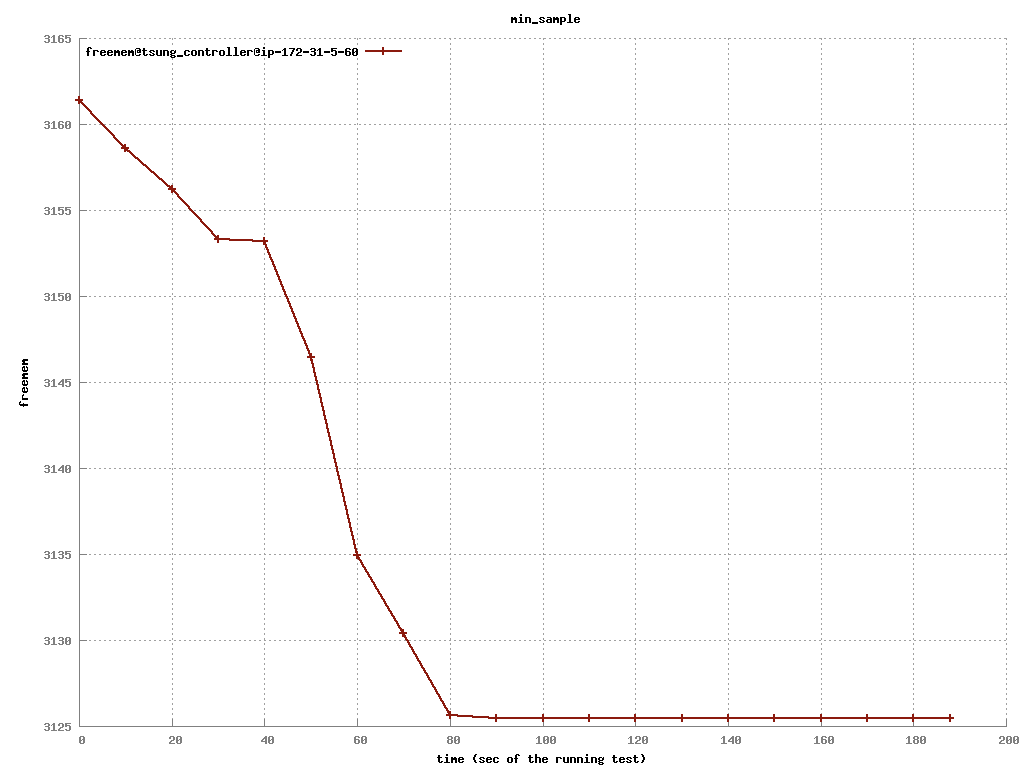 min_sample
freemem@tsung_controller@ip-172-31-5-60
3165
3160
3155
3150
3145
3140
3135
3130
3125
freemem
0 20 40 60 80 100 120 140 160 180 200
time (sec of the running test)